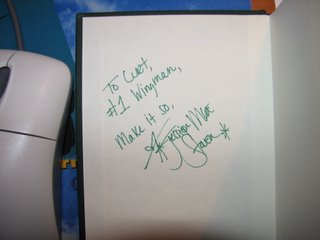 To Curt,
#1 Wingman,
Make it so,